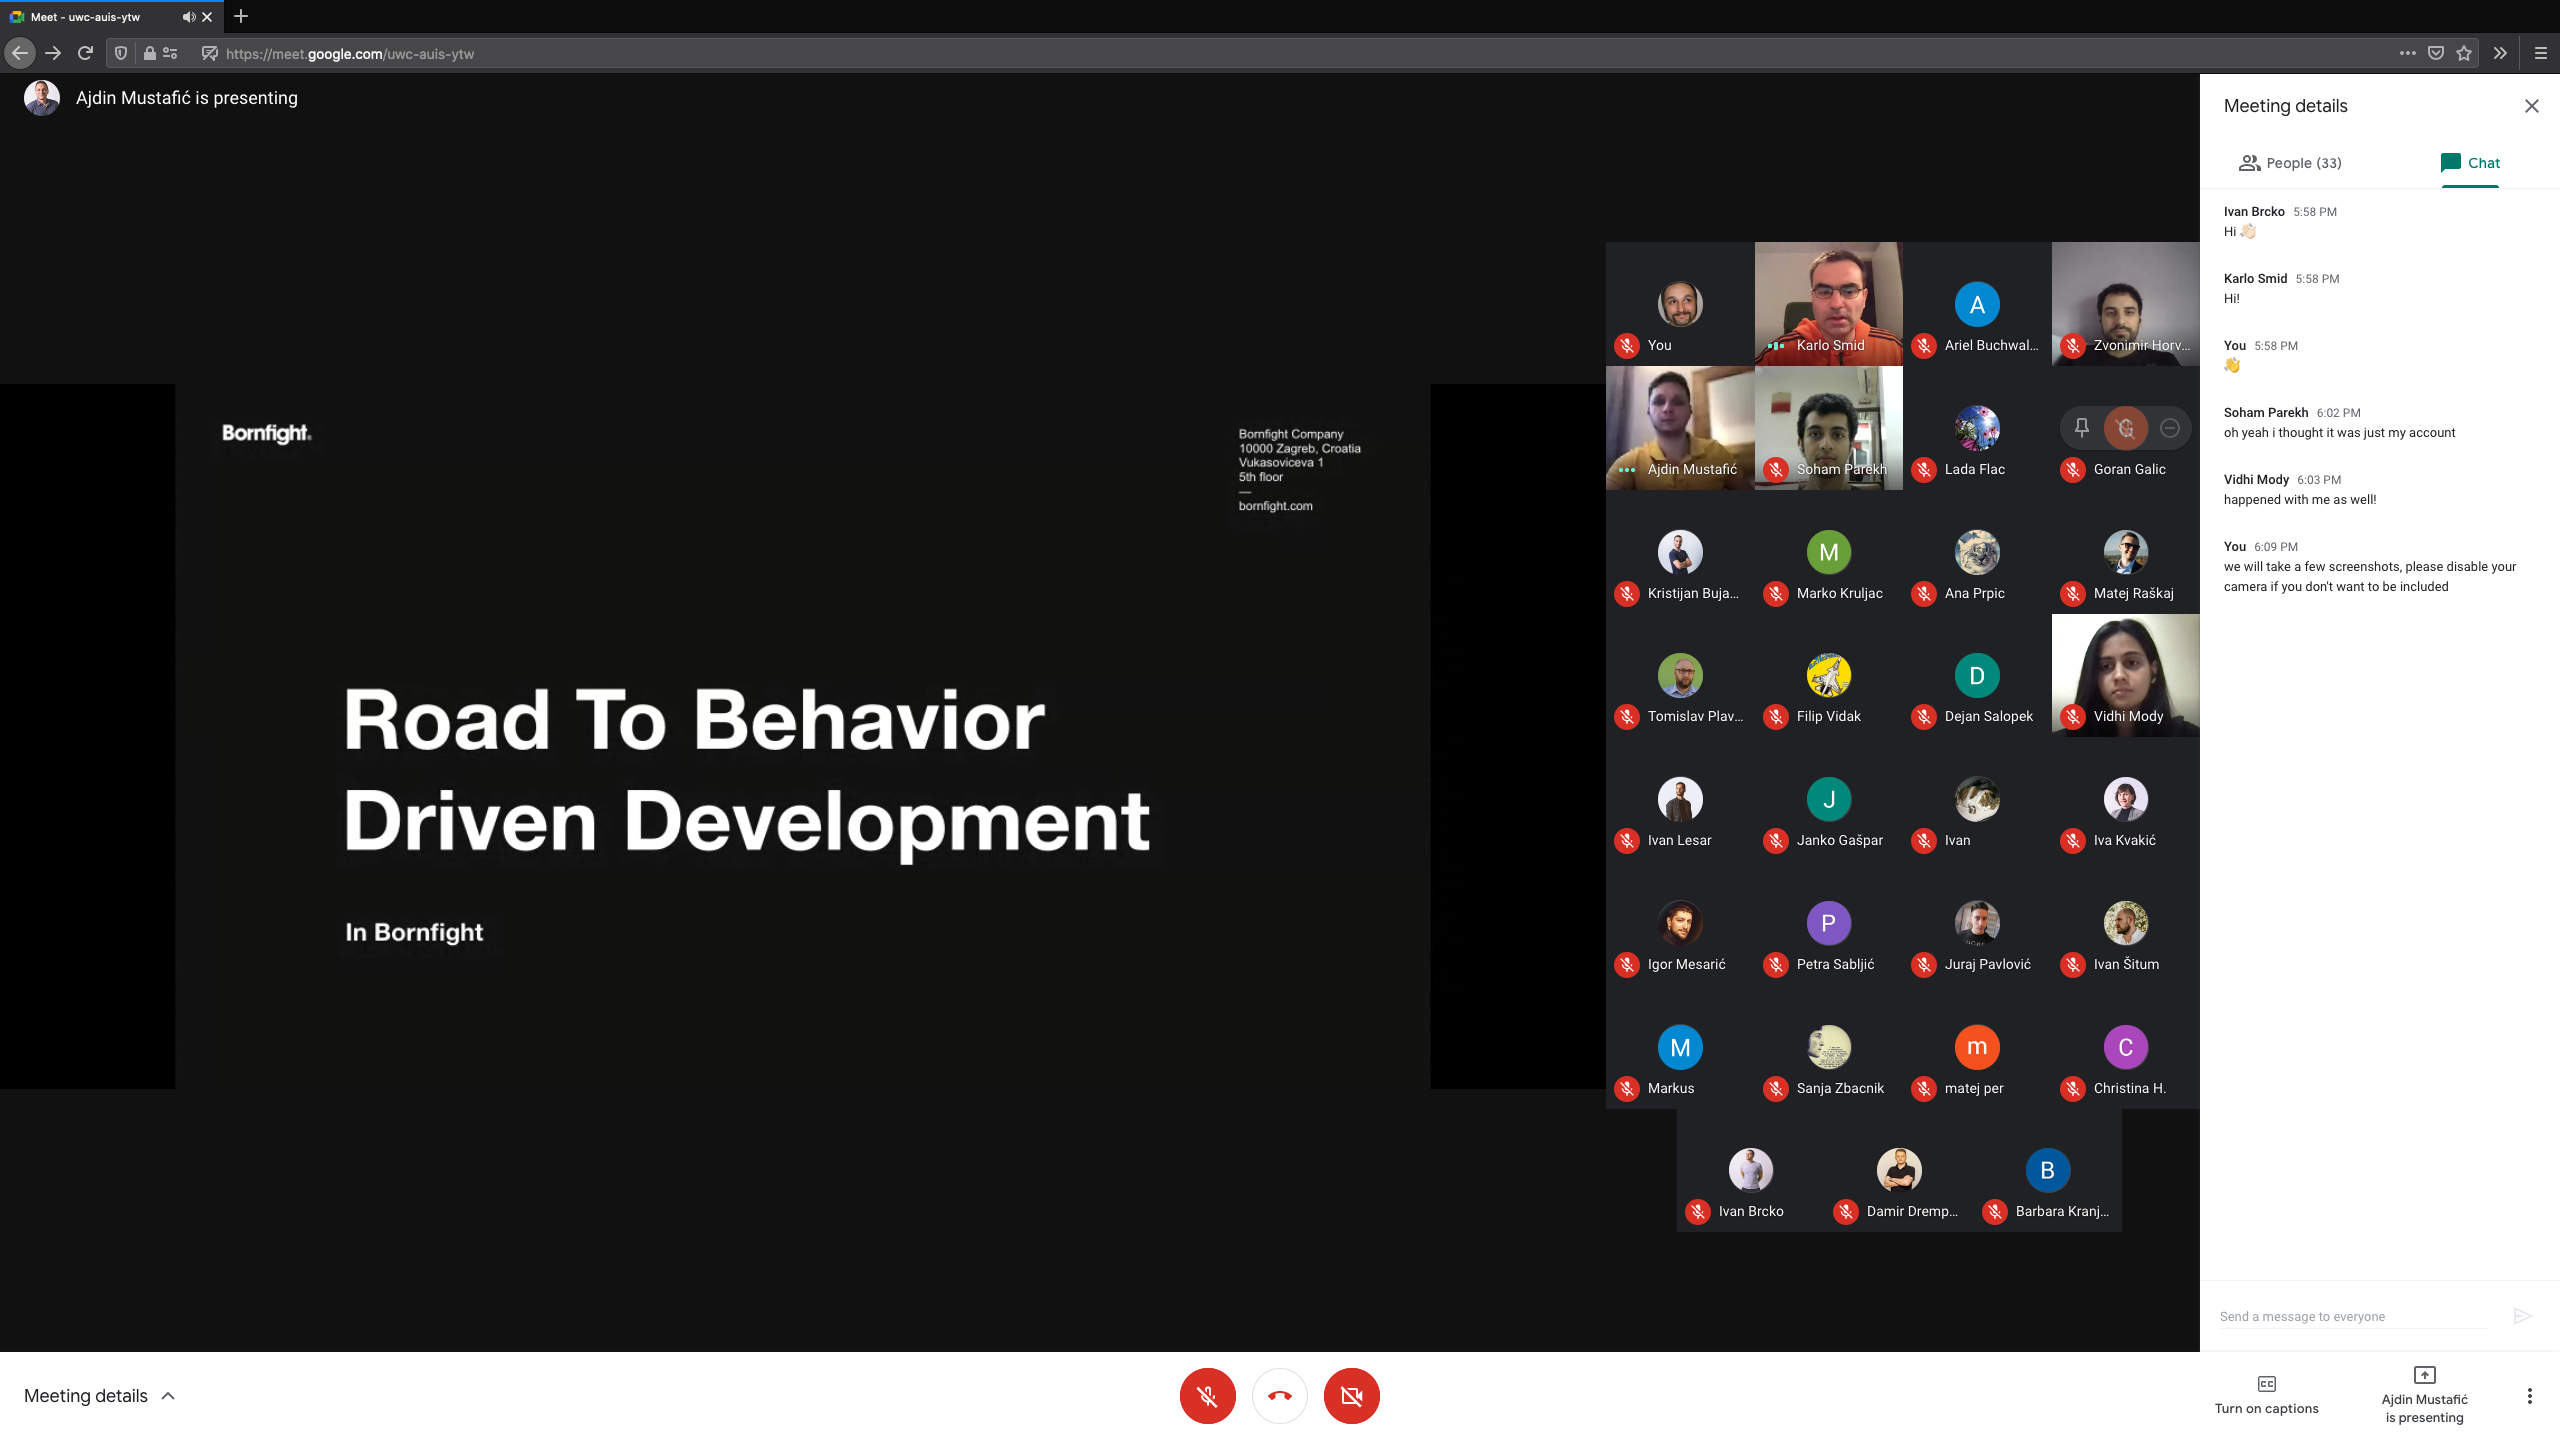 Meet - uwc-auis-ytw
https://meet.google.com/uwc-auis-ytw
Ajdin Mustafić is presenting
Bornfight.
Bornfight Company
10000 Zagreb, Croatia
Vukasoviceva 1
5th floor
—
bornfight.com
Road To Behavior
Driven Development
In Bornfight
You
Karlo Smid
A
Ariel Buchwal...
Zvonimir Horv...
Ajdin Mustafić
Soham Parekh
Lada Flac
G
Goran Galic
Kristijan Buja...
M
Marko Kruljac
Ana Prpic
Matej Raškaj
Tomislav Plav...
Filip Vidak
D
Dejan Salopek
Vidhi Mody
Ivan Lesar
J
Janko Gašpar
Ivan
Iva Kvakić
Igor Mesarić
P
Petra Sabljić
Juraj Pavlović
Ivan Šitum
M
Markus
Sanja Zbacnik
m
matej per
C
Christina H.
Ivan Brcko
Damir Dremp...
B
Barbara Kranj...
Meeting details
People (33)
Chat
Ivan Brcko 5:58 PM
Hi 👋🏻
Karlo Smid 5:58 PM
Hi!
You 5:58 PM
👋
Soham Parekh 6:02 PM
oh yeah i thought it was just my account
Vidhi Mody 6:03 PM
happened with me as well!
You 6:09 PM
we will take a few screenshots, please disable your
camera if you don't want to be included
Send a message to everyone
Meeting details
CC
Turn on captions
Ajdin Mustafić
is presenting